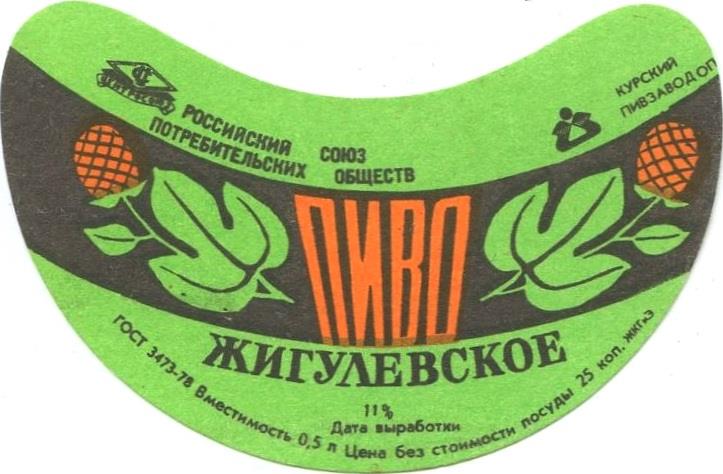 РОССИЙСКИЙ СОЮЗ
ПОТРЕБИТЕЛЬСКИХ ОБЩЕСТВ
КУРСКИЙ
ПИВЗАВОД ОП
ПИВО
ЖИГУЛЕВСКОЕ
11%
Дата выработки
ГОСТ 3473-78 Вместимость 0,5 л Цена без стоимости посуды 25 коп.